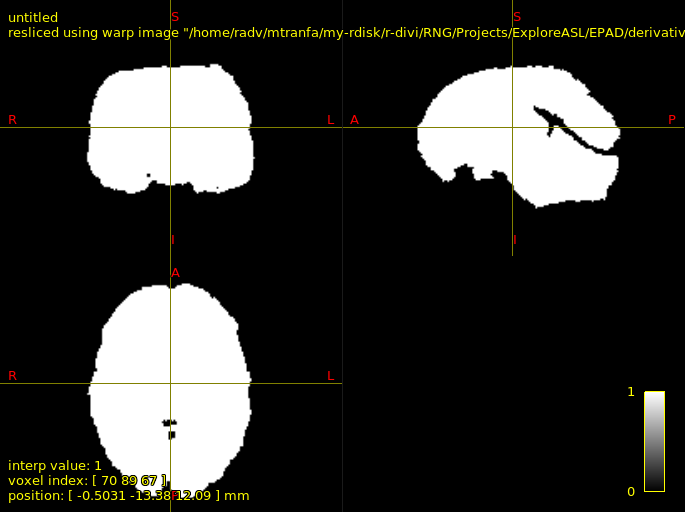 untitled
resliced using warp image "/home/radv/mtranfa/my-rdisk/r-divi/RNG/Projects/ExploreASL/EPAD/derivativ
S
S
R
L
A
P
I
I
A
R
L
1
interp value: 1
voxel index: [ 70 89 67 ]
position: [ -0.5031 -13.38 12.09 ] mm
P
0